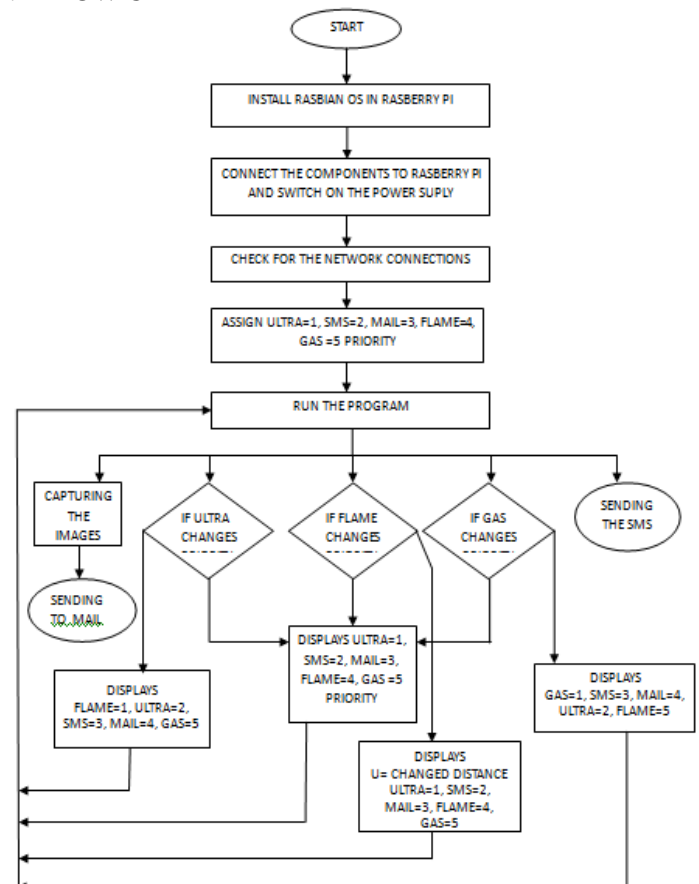 START
INSTALL RASBIAN OS IN RASBERRY PI
CONNECT THE COMPONENTS TO RASBERRY PI
AND SWITCH ON THE POWER SUPLY
CHECK FOR THE NETWORK CONNECTIONS
ASSIGN ULTRA=1, SMS=2, MAIL=3, FLAME=4,
GAS =5 PRIORITY
RUN THE PROGRAM
CAPTURING
THE
IMAGES
IF ULTRA
CHANGES
IF FLAME
CHANGES
IF GAS
CHANGES
SENDING
THE SMS
SENDING
TO MAIL
DISPLAYS ULTRA=1,
SMS=2, MAIL=3,
FLAME=4, GAS =5
PRIORITY
DISPLAYS
FLAME=1, ULTRA=2,
SMS=3, MAIL=4, GAS=5
DISPLAYS
GAS=1, SMS=3, MAIL=4,
ULTRA=2, FLAME=5
DISPLAYS
U= CHANGED DISTANCE
ULTRA=1, SMS=2,
MAIL=3, FLAME=4,
GAS=5